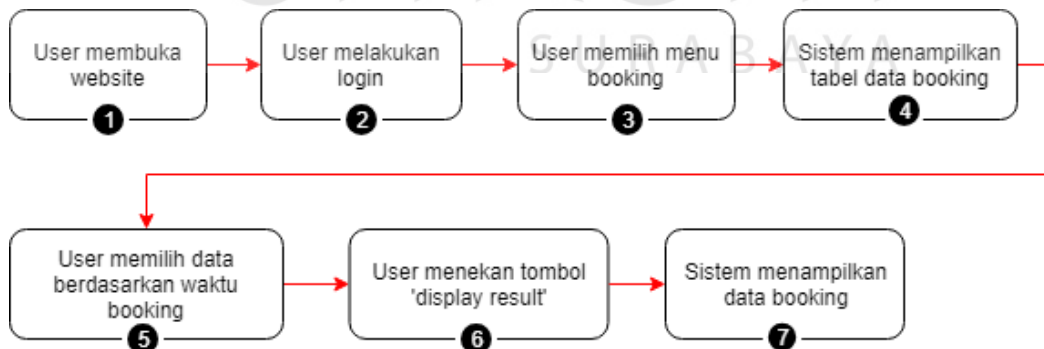 User membuka
website
1
User melakukan
login
2
User memilih menu
booking
3
Sistem menampilkan
tabel data booking
4
SURABAYA
User memilih data
berdasarkan waktu
booking
5
User menekan tombol
'display result'
6
Sistem menampilkan
data booking
7